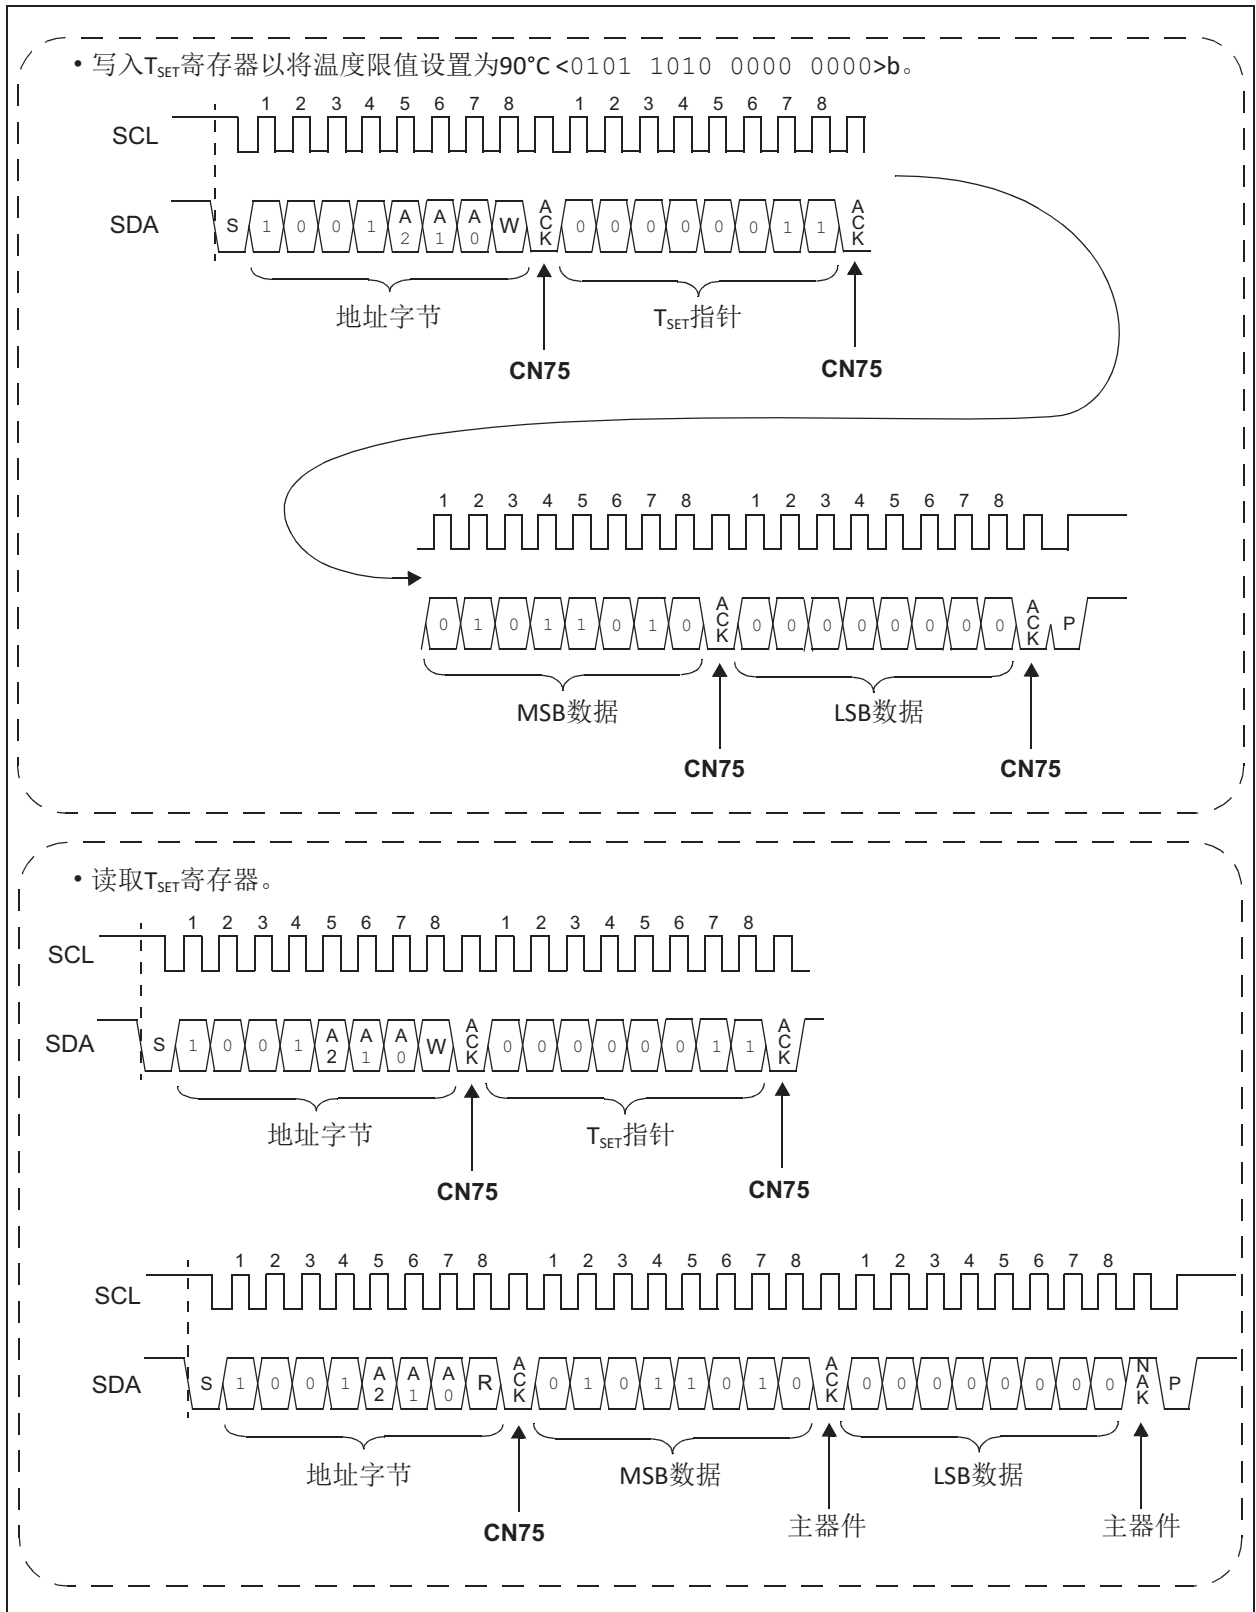 • 写入TSET寄存器以将温度限值设置为90°C <0101 1010 0000 0000>b。
1 2 3 4 5 6 7 8 1 2 3 4 5 6 7 8
SCL
SDA S 1 0 0 1 A2 A1 A0 W ACK 0 0 0 0 0 0 1 1 ACK
地址字节 TSET指针
CN75 CN75
1 2 3 4 5 6 7 8 1 2 3 4 5 6 7 8
0 1 0 1 1 0 1 0 ACK 0 0 0 0 0 0 0 0 ACK P
MSB数据 LSB数据
CN75 CN75
• 读取TSET寄存器。
1 2 3 4 5 6 7 8 1 2 3 4 5 6 7 8
SCL
SDA S 1 0 0 1 A2 A1 A0 W ACK 0 0 0 0 0 0 1 1 ACK
地址字节 TSET指针
CN75 CN75
1 2 3 4 5 6 7 8 1 2 3 4 5 6 7 8 1 2 3 4 5 6 7 8
SCL
SDA S 1 0 0 1 A2 A1 A0 R ACK 0 1 0 1 1 0 1 0 ACK 0 0 0 0 0 0 0 0 NAK P
地址字节 MSB数据 LSB数据
CN75 主器件 主器件